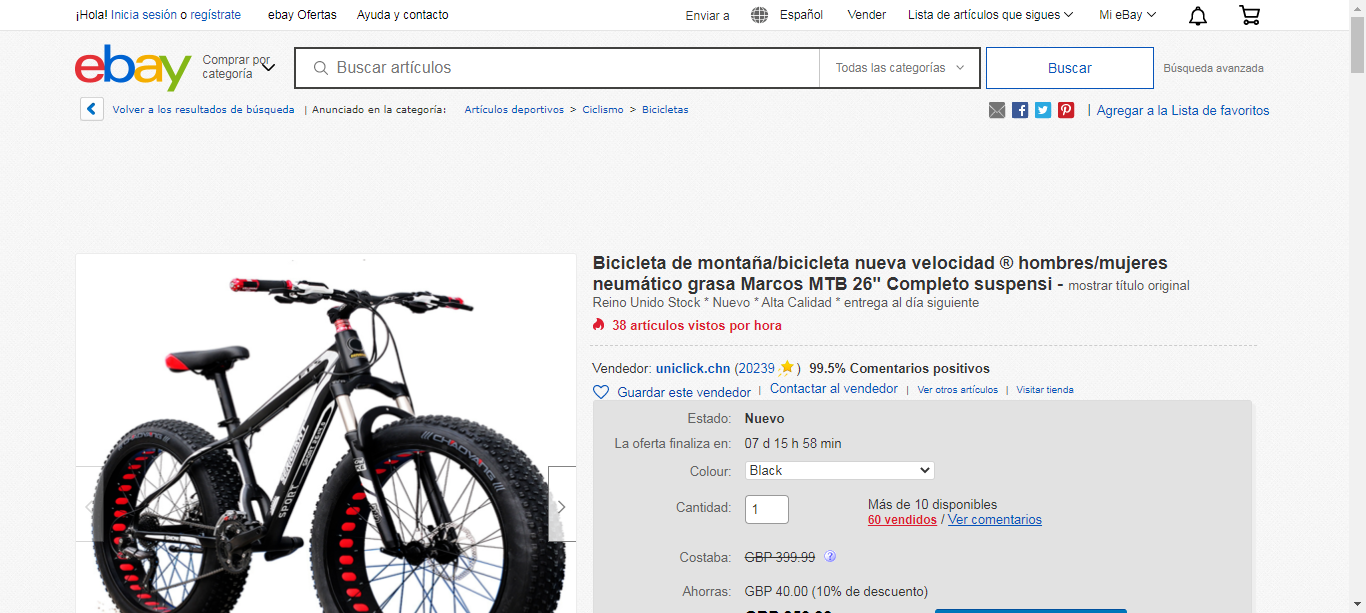 ¡Hola! Inicia sesión o regístrate ebay Ofertas Ayuda y contacto Enviar a Español Vender Lista de artículos que sigues Mi eBay
ebay Comprar por categoría Buscar artículos Todas las categorías Buscar Búsqueda avanzada
Volver a los resultados de búsqueda | Anunciado en la categoría: Artículos deportivos > Ciclismo > Bicicletas | Agregar a la Lista de favoritos
Bicicleta de montaña/bicicleta nueva velocidad ® hombres/mujeres
neumático grasa Marcos MTB 26" Completo suspensi - mostrar título original
Reino Unido Stock * Nuevo * Alta Calidad * entrega al día siguiente
38 artículos vistos por hora
Vendedor: uniclick.chn (20239 ) 99.5% Comentarios positivos
Guardar este vendedor | Contactar al vendedor | Ver otros artículos | Visitar tienda
Estado: Nuevo
La oferta finaliza en: 07 d 15 h 58 min
Colour: Black
Cantidad: 1 Más de 10 disponibles
60 vendidos / Ver comentarios
Costaba: GBP 399.99
Ahorras: GBP 40.00 (10% de descuento)
CHAOYANG
SPORT